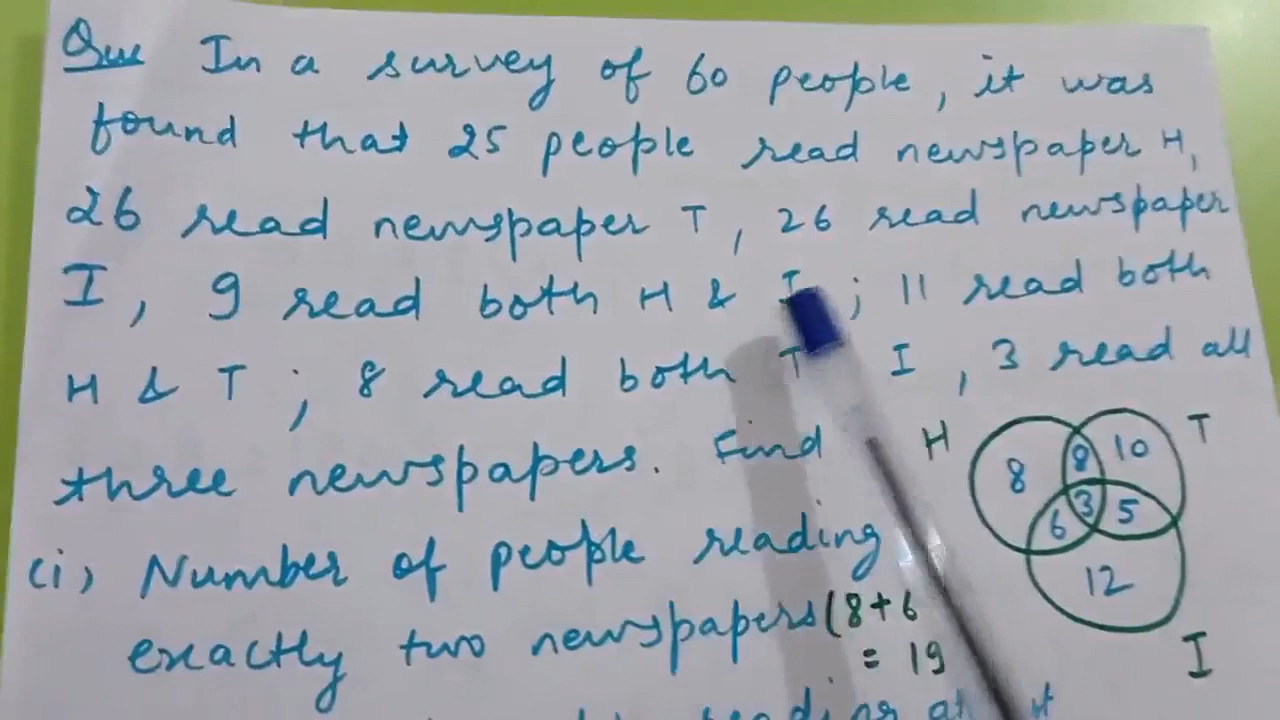 Que In a survey of 60 people, it was
found that 25 people read newspaper H,
26 read newspaper T, 26 read newspaper
I, 9 read both H & I; 11 read both
H & T; 8 read both T I, 3 read all
three newspapers. Find
H T
8 8 10
6 3 5
12
I
(i) Number of people reading
exactly two newspapers (8+6
= 19
reading at